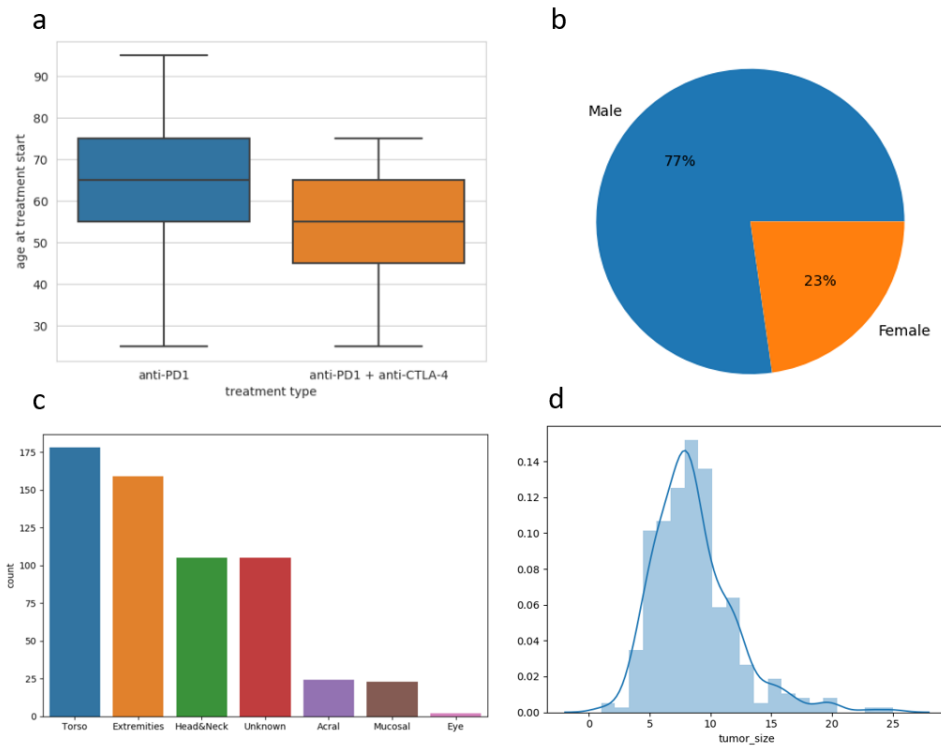 a
90
80
70
60
50
40
30
age at treatment start
anti-PD1
anti-PD1 + anti-CTLA-4
treatment type
b
Male
77%
23%
Female
c
175
150
125
100
75
50
25
0
count
Torso
Extremities
Head&Neck
Unknown
Acral
Mucosal
Eye
d
0.14
0.12
0.10
0.08
0.06
0.04
0.02
0.00
0
5
10
15
20
25
tumor_size